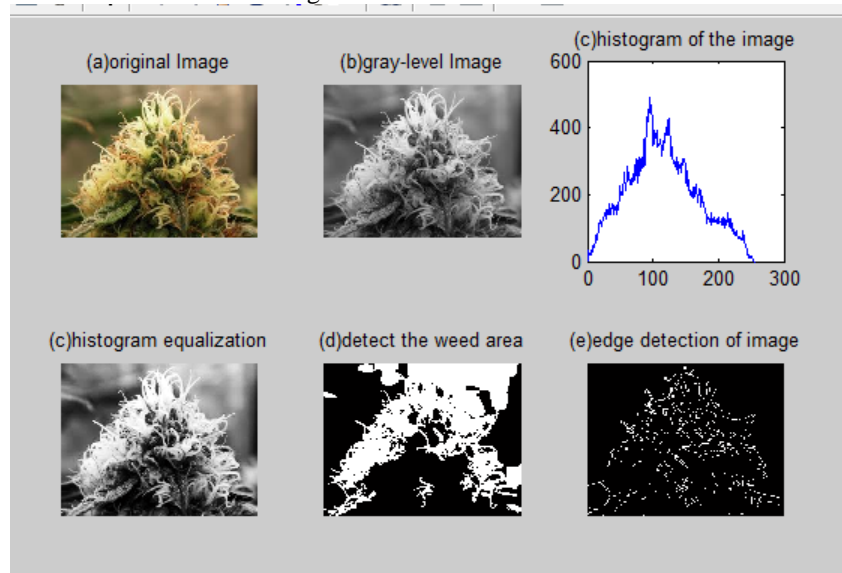 (a)original Image
(b)gray-level Image
(c)histogram of the image
600
400
200
0
0 100 200 300
(c)histogram equalization
(d)detect the weed area
(e)edge detection of image